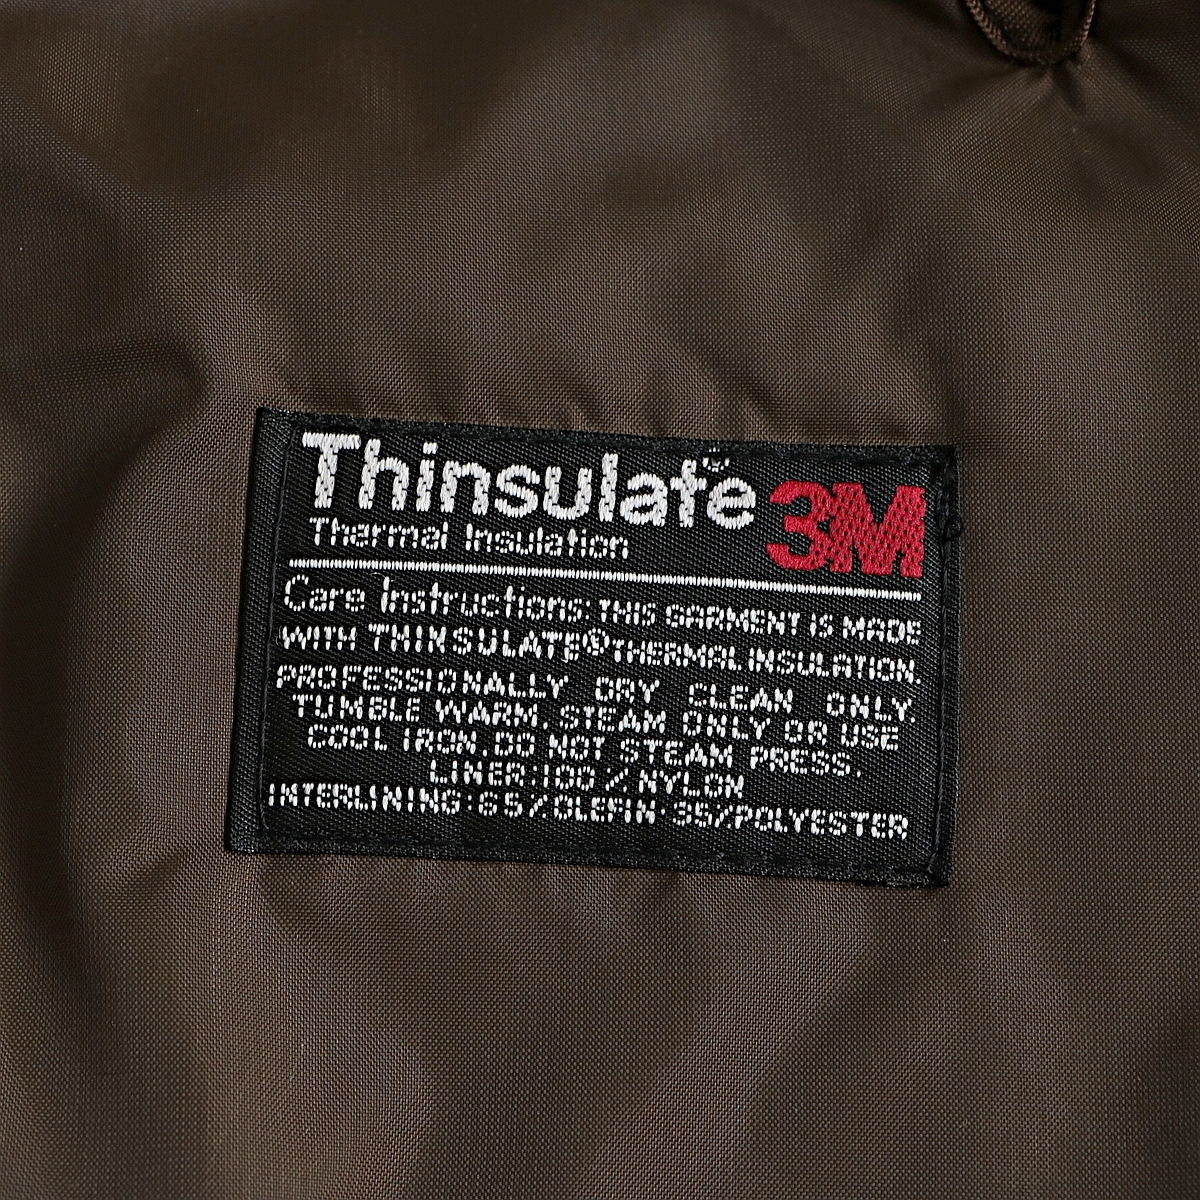 Thinsulate® 3M
Thermal Insulation
Care Instructions: THIS GARMENT IS MADE
WITH THINSULATE® THERMAL INSULATION.
PROFESSIONALLY DRY CLEAN ONLY.
TUMBLE WARM, STEAM ONLY OR USE
COOL IRON. DO NOT STEAM PRESS.
LINER:100%NYLON
INTERLINING:65%OLEFIN 35%POLYESTER